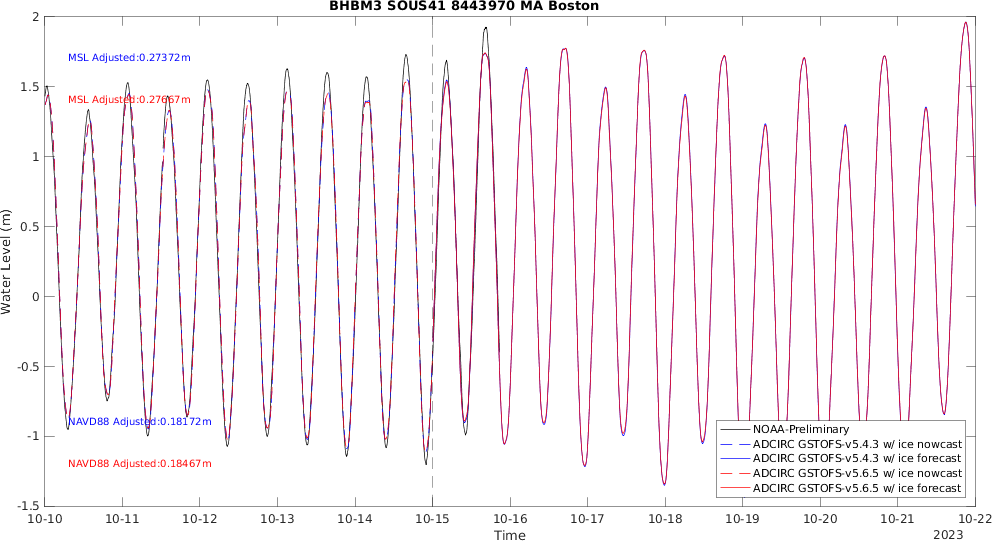 BHBM3 SOUS41 8443970 MA Boston
2
1.5
1
0.5
0
-0.5
-1
-1.5
Water Level (m)
MSL Adjusted:0.27372m
MSL Adjusted:0.27667m
NAVD88 Adjusted:0.18172m
NAVD88 Adjusted:0.18467m
NOAA-Preliminary
ADCIRC GSTOFS-v5.4.3 w/ ice nowcast
ADCIRC GSTOFS-v5.4.3 w/ ice forecast
ADCIRC GSTOFS-v5.6.5 w/ ice nowcast
ADCIRC GSTOFS-v5.6.5 w/ ice forecast
10-10 10-11 10-12 10-13 10-14 10-15 10-16 10-17 10-18 10-19 10-20 10-21 10-22
Time
2023